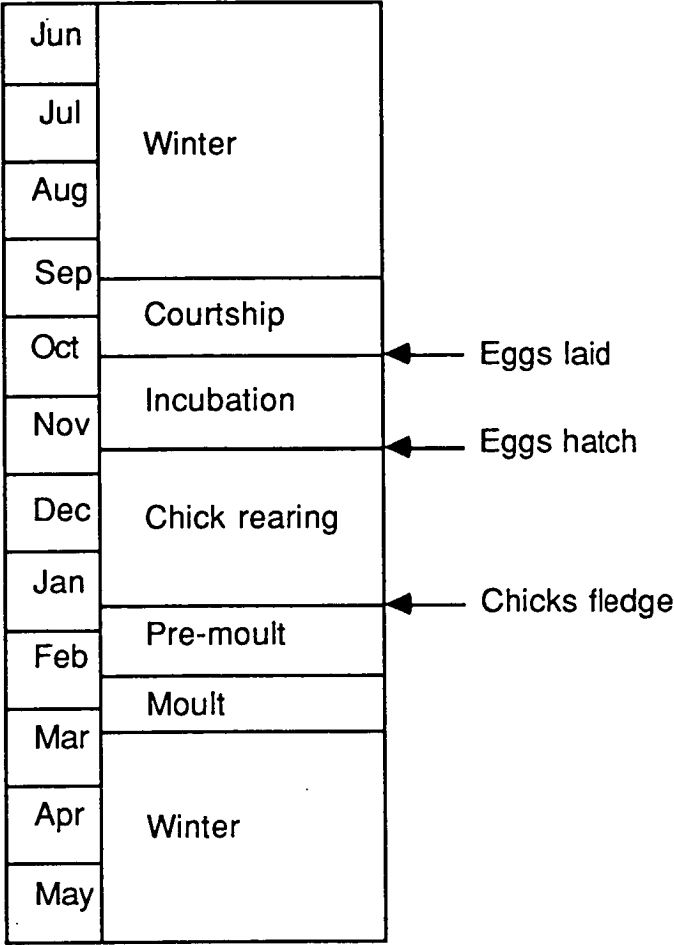 Jun
Jul
Winter
Aug
Sep
Courtship
Oct
Eggs laid
Incubation
Nov
Eggs hatch
Dec
Chick rearing
Jan
Chicks fledge
Pre-moult
Feb
Moult
Mar
Apr
Winter
May